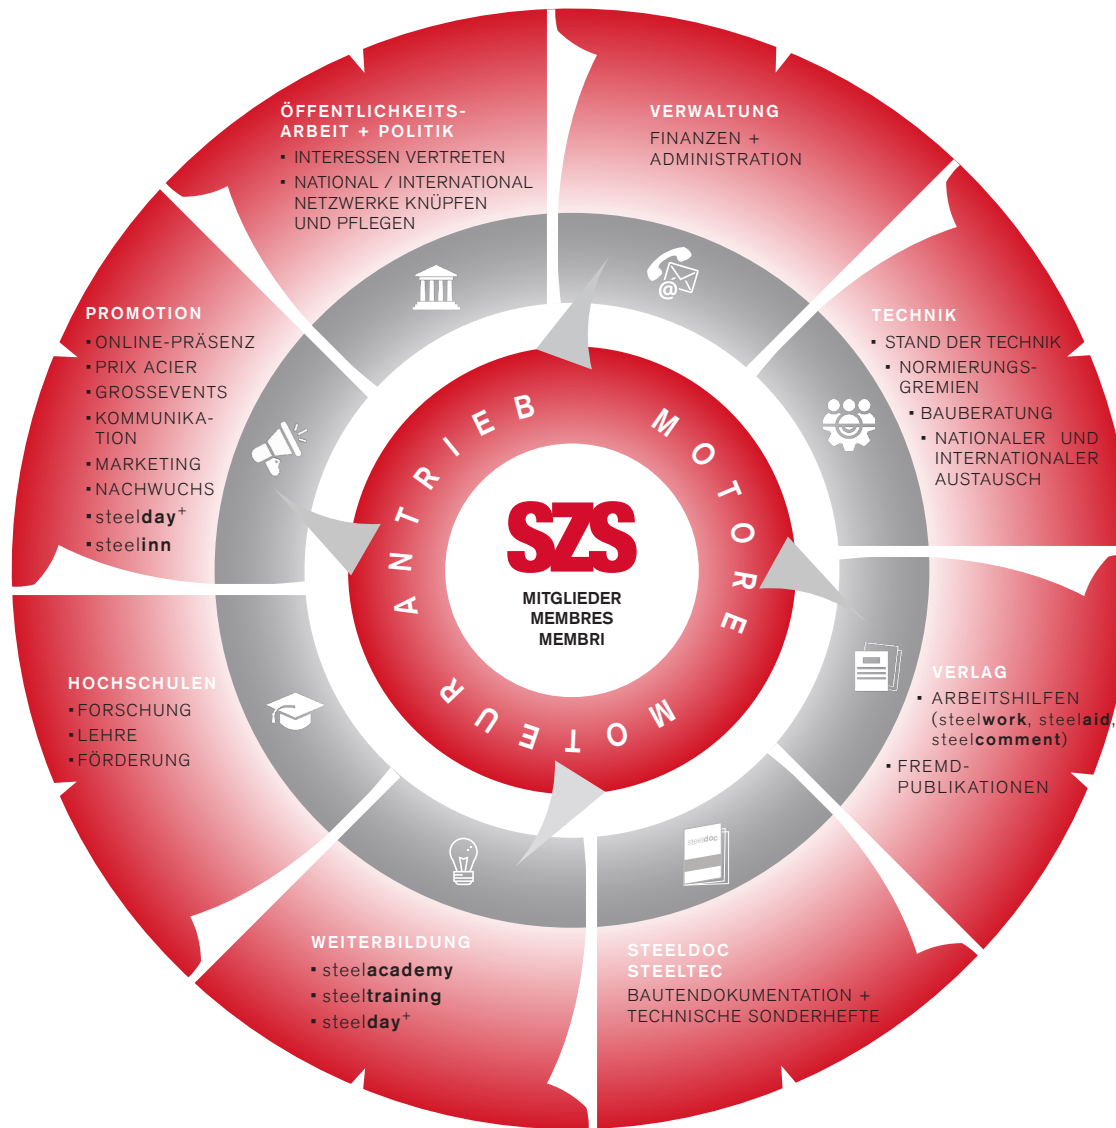 ÖFFENTLICHKEITS-
ARBEIT + POLITIK
▪ INTERESSEN VERTRETEN
▪ NATIONAL / INTERNATIONAL
NETZWERKE KNÜPFEN
UND PFLEGEN
VERWALTUNG
FINANZEN +
ADMINISTRATION
TECHNIK
▪ STAND DER TECHNIK
▪ NORMIERUNGS-
GREMIEN
▪ BAUBERATUNG
▪ NATIONALER UND
INTERNATIONALER
AUSTAUSCH
VERLAG
▪ ARBEITSHILFEN
(steelwork, steelaid,
steelcomment)
▪ FREMD-
PUBLIKATIONEN
STEELDOC
STEELTEC
BAUTENDOKUMENTATION +
TECHNISCHE SONDERHEFTE
steeldoc
WEITERBILDUNG
▪ steelacademy
▪ steeltraining
▪ steelday+
HOCHSCHULEN
▪ FORSCHUNG
▪ LEHRE
▪ FÖRDERUNG
PROMOTION
▪ ONLINE-PRÄSENZ
▪ PRIX ACIER
▪ GROSSEVENTS
▪ KOMMUNIKA-
TION
▪ MARKETING
▪ NACHWUCHS
▪ steelday+
▪ steelinn
@
ANTRIEB
MOTORE
MOTEUR
SZS
MITGLIEDER
MEMBRES
MEMBRI